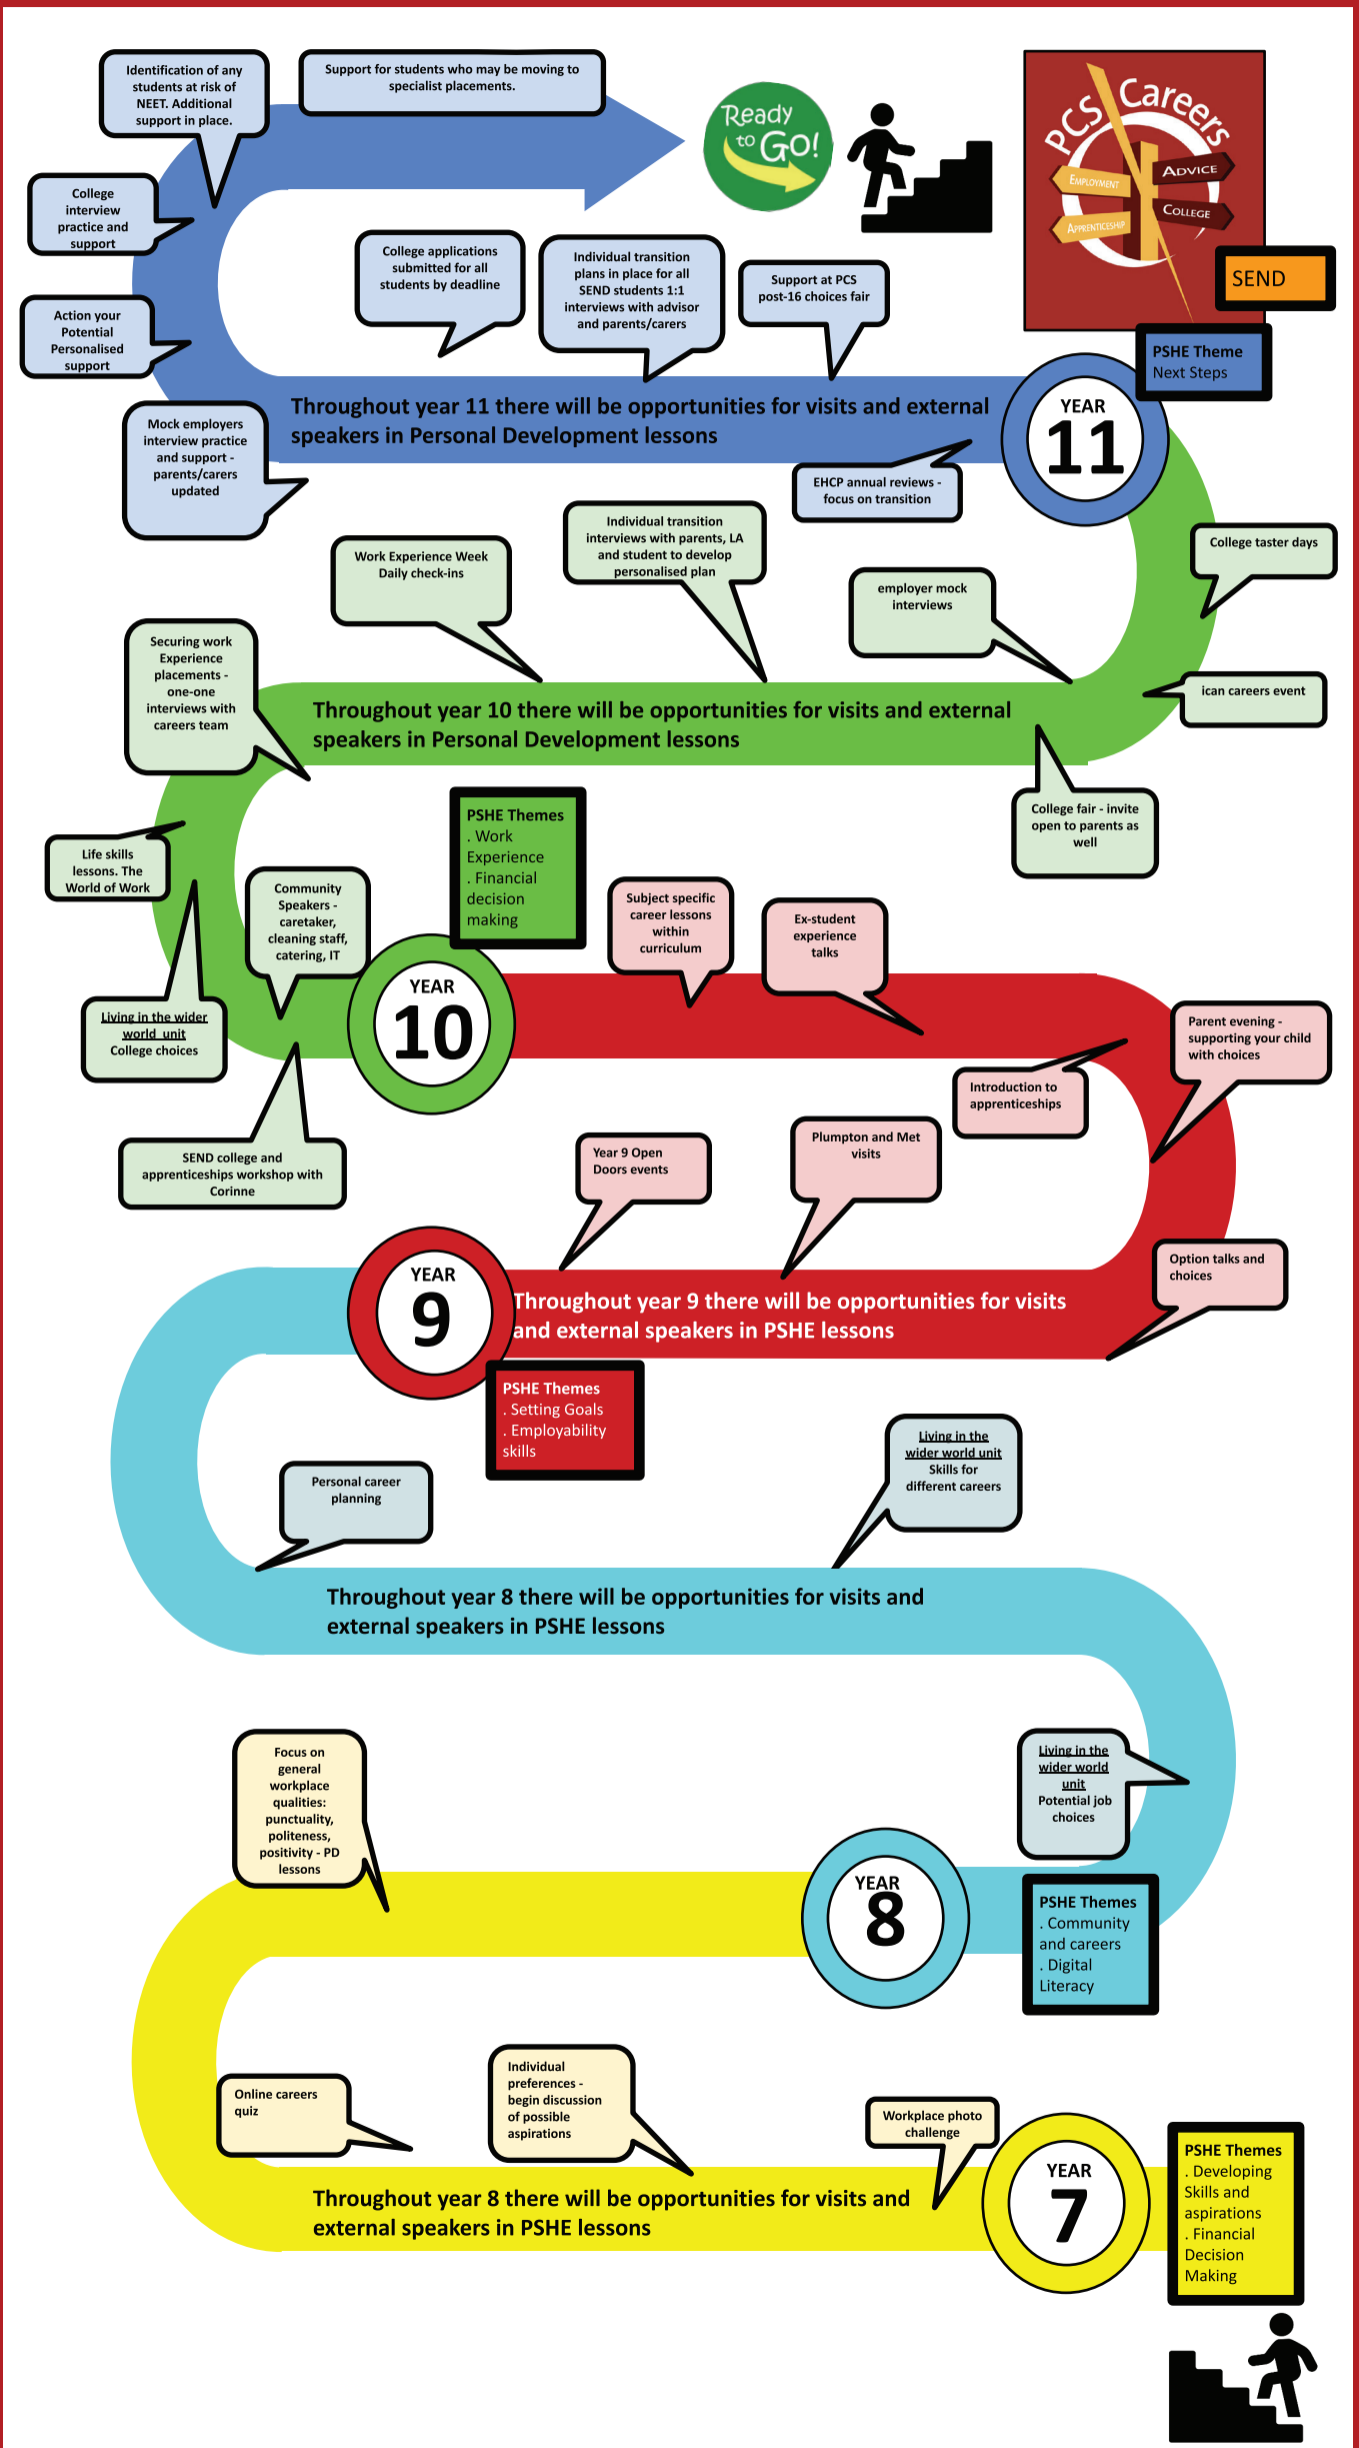 Identification of any
students at risk of
NEET. Additional
support in place.
Support for students who may be moving to
specialist placements.
Ready
to Go!
PCS Careers
EMPLOYMENT
ADVICE
APPRENTICESHIP
COLLEGE
SEND
College
interview
practice and
support
College applications
submitted for all
students by deadline
Individual transition
plans in place for all
SEND students 1:1
interviews with advisor
and parents/carers
Support at PCS
post-16 choices fair
Action your
Potential
Personalised
support
PSHE Theme
Next Steps
Throughout year 11 there will be opportunities for visits and external
speakers in Personal Development lessons
YEAR
11
Mock employers
interview practice
and support -
parents/carers
updated
EHCP annual reviews -
focus on transition
Individual transition
interviews with parents, LA
and student to develop
personalised plan
Work Experience Week
Daily check-ins
College taster days
employer mock
interviews
Securing work
Experience
placements -
one-one
interviews with
careers team
ican careers event
Throughout year 10 there will be opportunities for visits and external
speakers in Personal Development lessons
College fair - invite
open to parents as
well
PSHE Themes
. Work
Experience
. Financial
decision
making
Life skills
lessons. The
World of Work
Community
Speakers -
caretaker,
cleaning staff,
catering, IT
Subject specific
career lessons
within
curriculum
Ex-student
experience
talks
YEAR
10
Living in the wider
world unit
College choices
Parent evening -
supporting your child
with choices
Introduction to
apprenticeships
SEND college and
apprenticeships workshop with
Corinne
Year 9 Open
Doors events
Plumpton and Met
visits
Option talks and
choices
YEAR
9
Throughout year 9 there will be opportunities for visits
and external speakers in PSHE lessons
PSHE Themes
. Setting Goals
. Employability
skills
Living in the
wider world unit
Skills for
different careers
Personal career
planning
Throughout year 8 there will be opportunities for visits and
external speakers in PSHE lessons
Focus on
general
workplace
qualities:
punctuality,
politeness,
positivity - PD
lessons
Living in the
wider world
unit
Potential job
choices
YEAR
8
PSHE Themes
. Community
and careers
. Digital
Literacy
Online careers
quiz
Individual
preferences -
begin discussion
of possible
aspirations
Workplace photo
challenge
Throughout year 8 there will be opportunities for visits and
external speakers in PSHE lessons
YEAR
7
PSHE Themes
. Developing
Skills and
aspirations
. Financial
Decision
Making